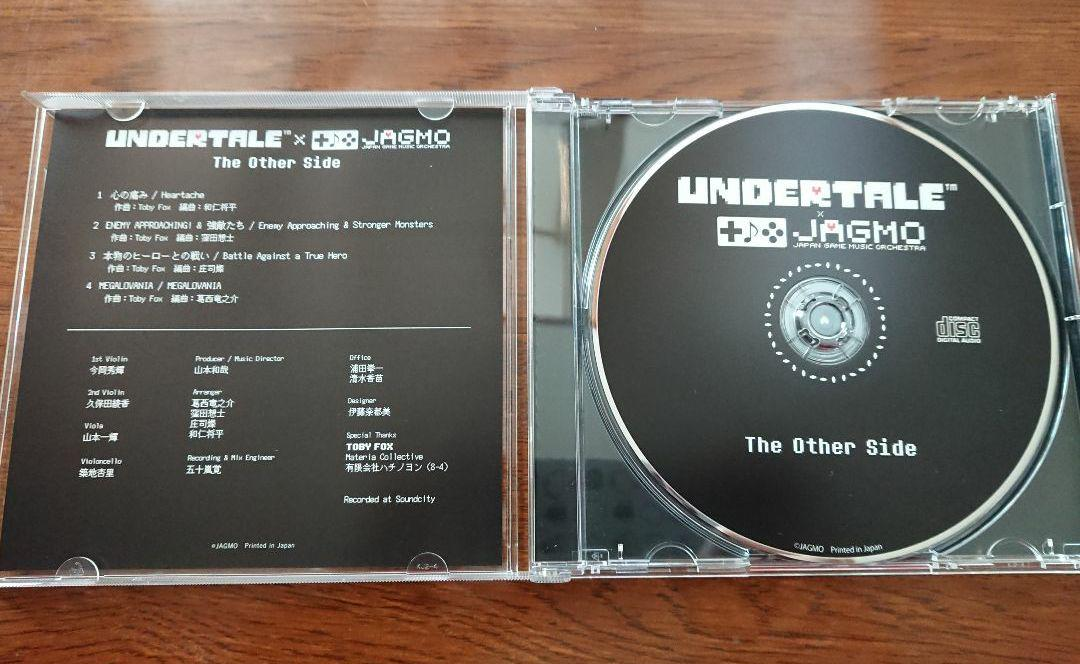 UNDERTALE™ × JAGMO
JAPAN GAME MUSIC ORCHESTRA
The Other Side
1 心の痛み / Heartache
作曲：Toby Fox 編曲：和仁将平
2 ENEMY APPROACHING! & 強敵たち / Enemy Approaching & Stronger Monsters
作曲：Toby Fox 編曲：窪田想士
3 本物のヒーローとの戦い / Battle Against a True Hero
作曲：Toby Fox 編曲：庄司燦
4 MEGALOVANIA / MEGALOVANIA
作曲：Toby Fox 編曲：葛西竜之介
1st Violin
今岡秀輝
2nd Violin
久保田綾香
Viola
山本一輝
Violoncello
築地杏里
Producer / Music Director
山本和哉
Arranger
葛西竜之介
窪田想士
庄司燦
和仁将平
Recording & Mix Engineer
五十嵐覚
Office
浦田拳一
清水香苗
Designer
伊藤奈都美
Special Thanks
TOBY FOX
Materia Collective
有限会社ハチノヨン (8-4)
Recorded at Soundcity
©JAGMO Printed in Japan
UNDERTALE™
×
JAGMO
JAPAN GAME MUSIC ORCHESTRA
COMPACT
disc
DIGITAL AUDIO
The Other Side
©JAGMO Printed in Japan